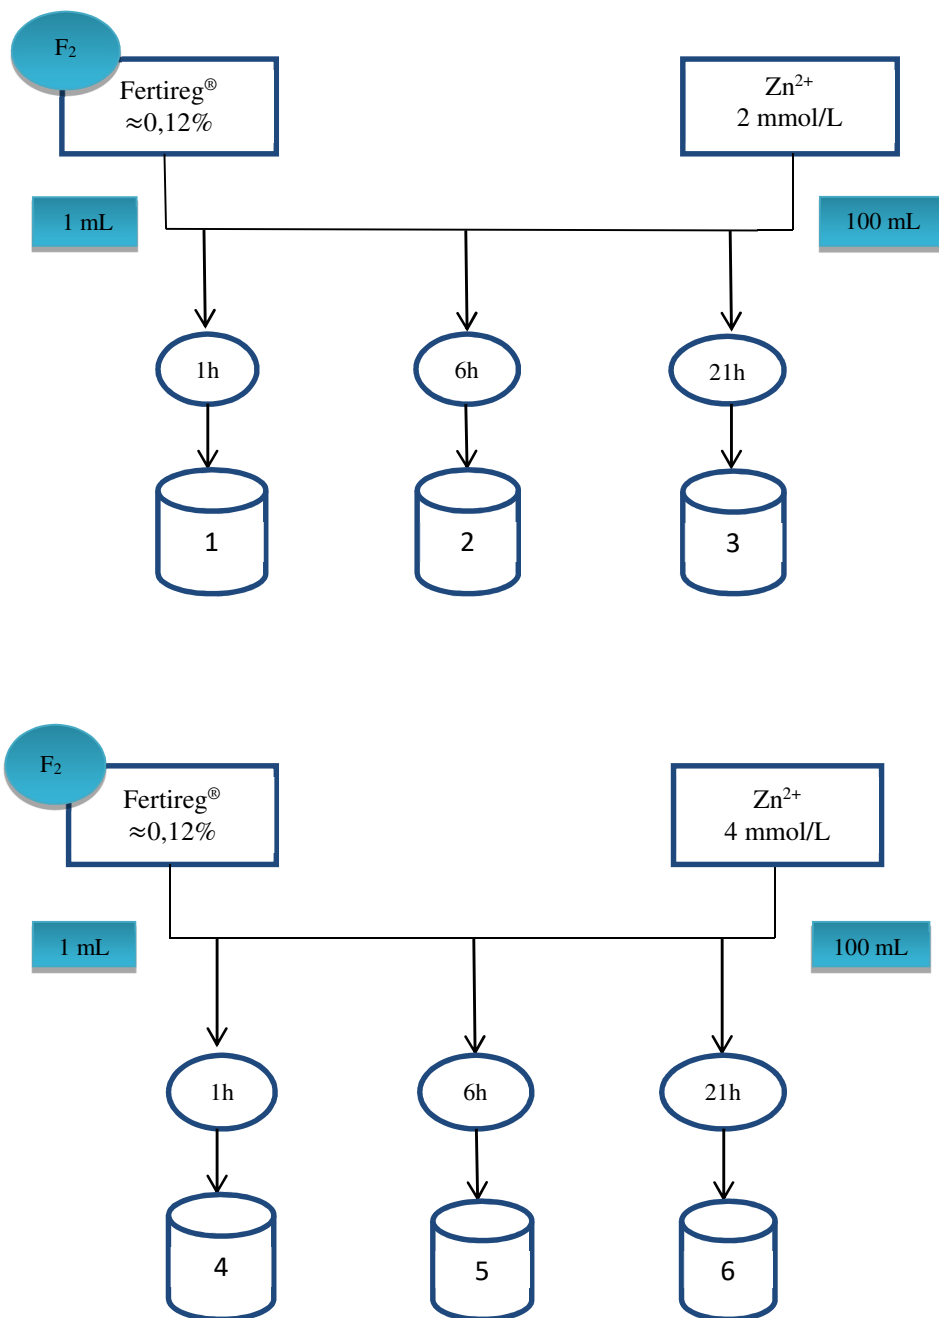 F₂
Fertireg®
≈0,12%
Zn²⁺
2 mmol/L
1 mL
100 mL
1h
6h
21h
1
2
3
F₂
Fertireg®
≈0,12%
Zn²⁺
4 mmol/L
1 mL
100 mL
1h
6h
21h
4
5
6